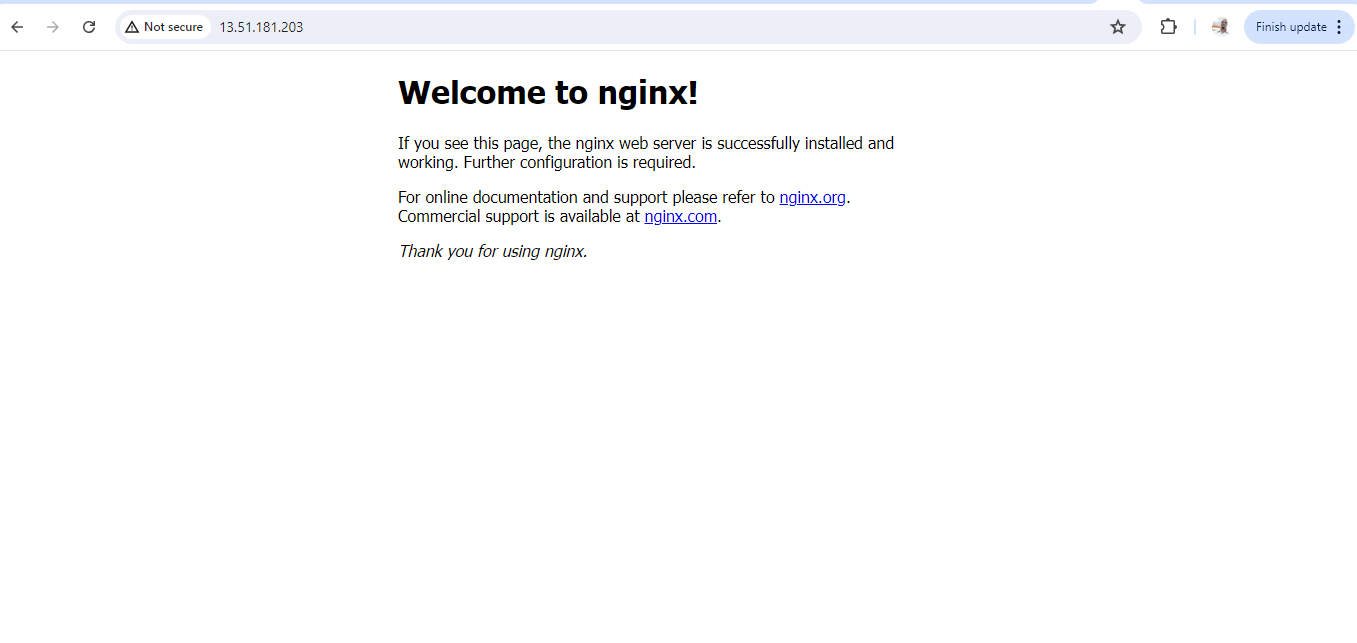 Not secure 13.51.181.203 Finish update
Welcome to nginx!
If you see this page, the nginx web server is successfully installed and
working. Further configuration is required.
For online documentation and support please refer to nginx.org.
Commercial support is available at nginx.com.
Thank you for using nginx.